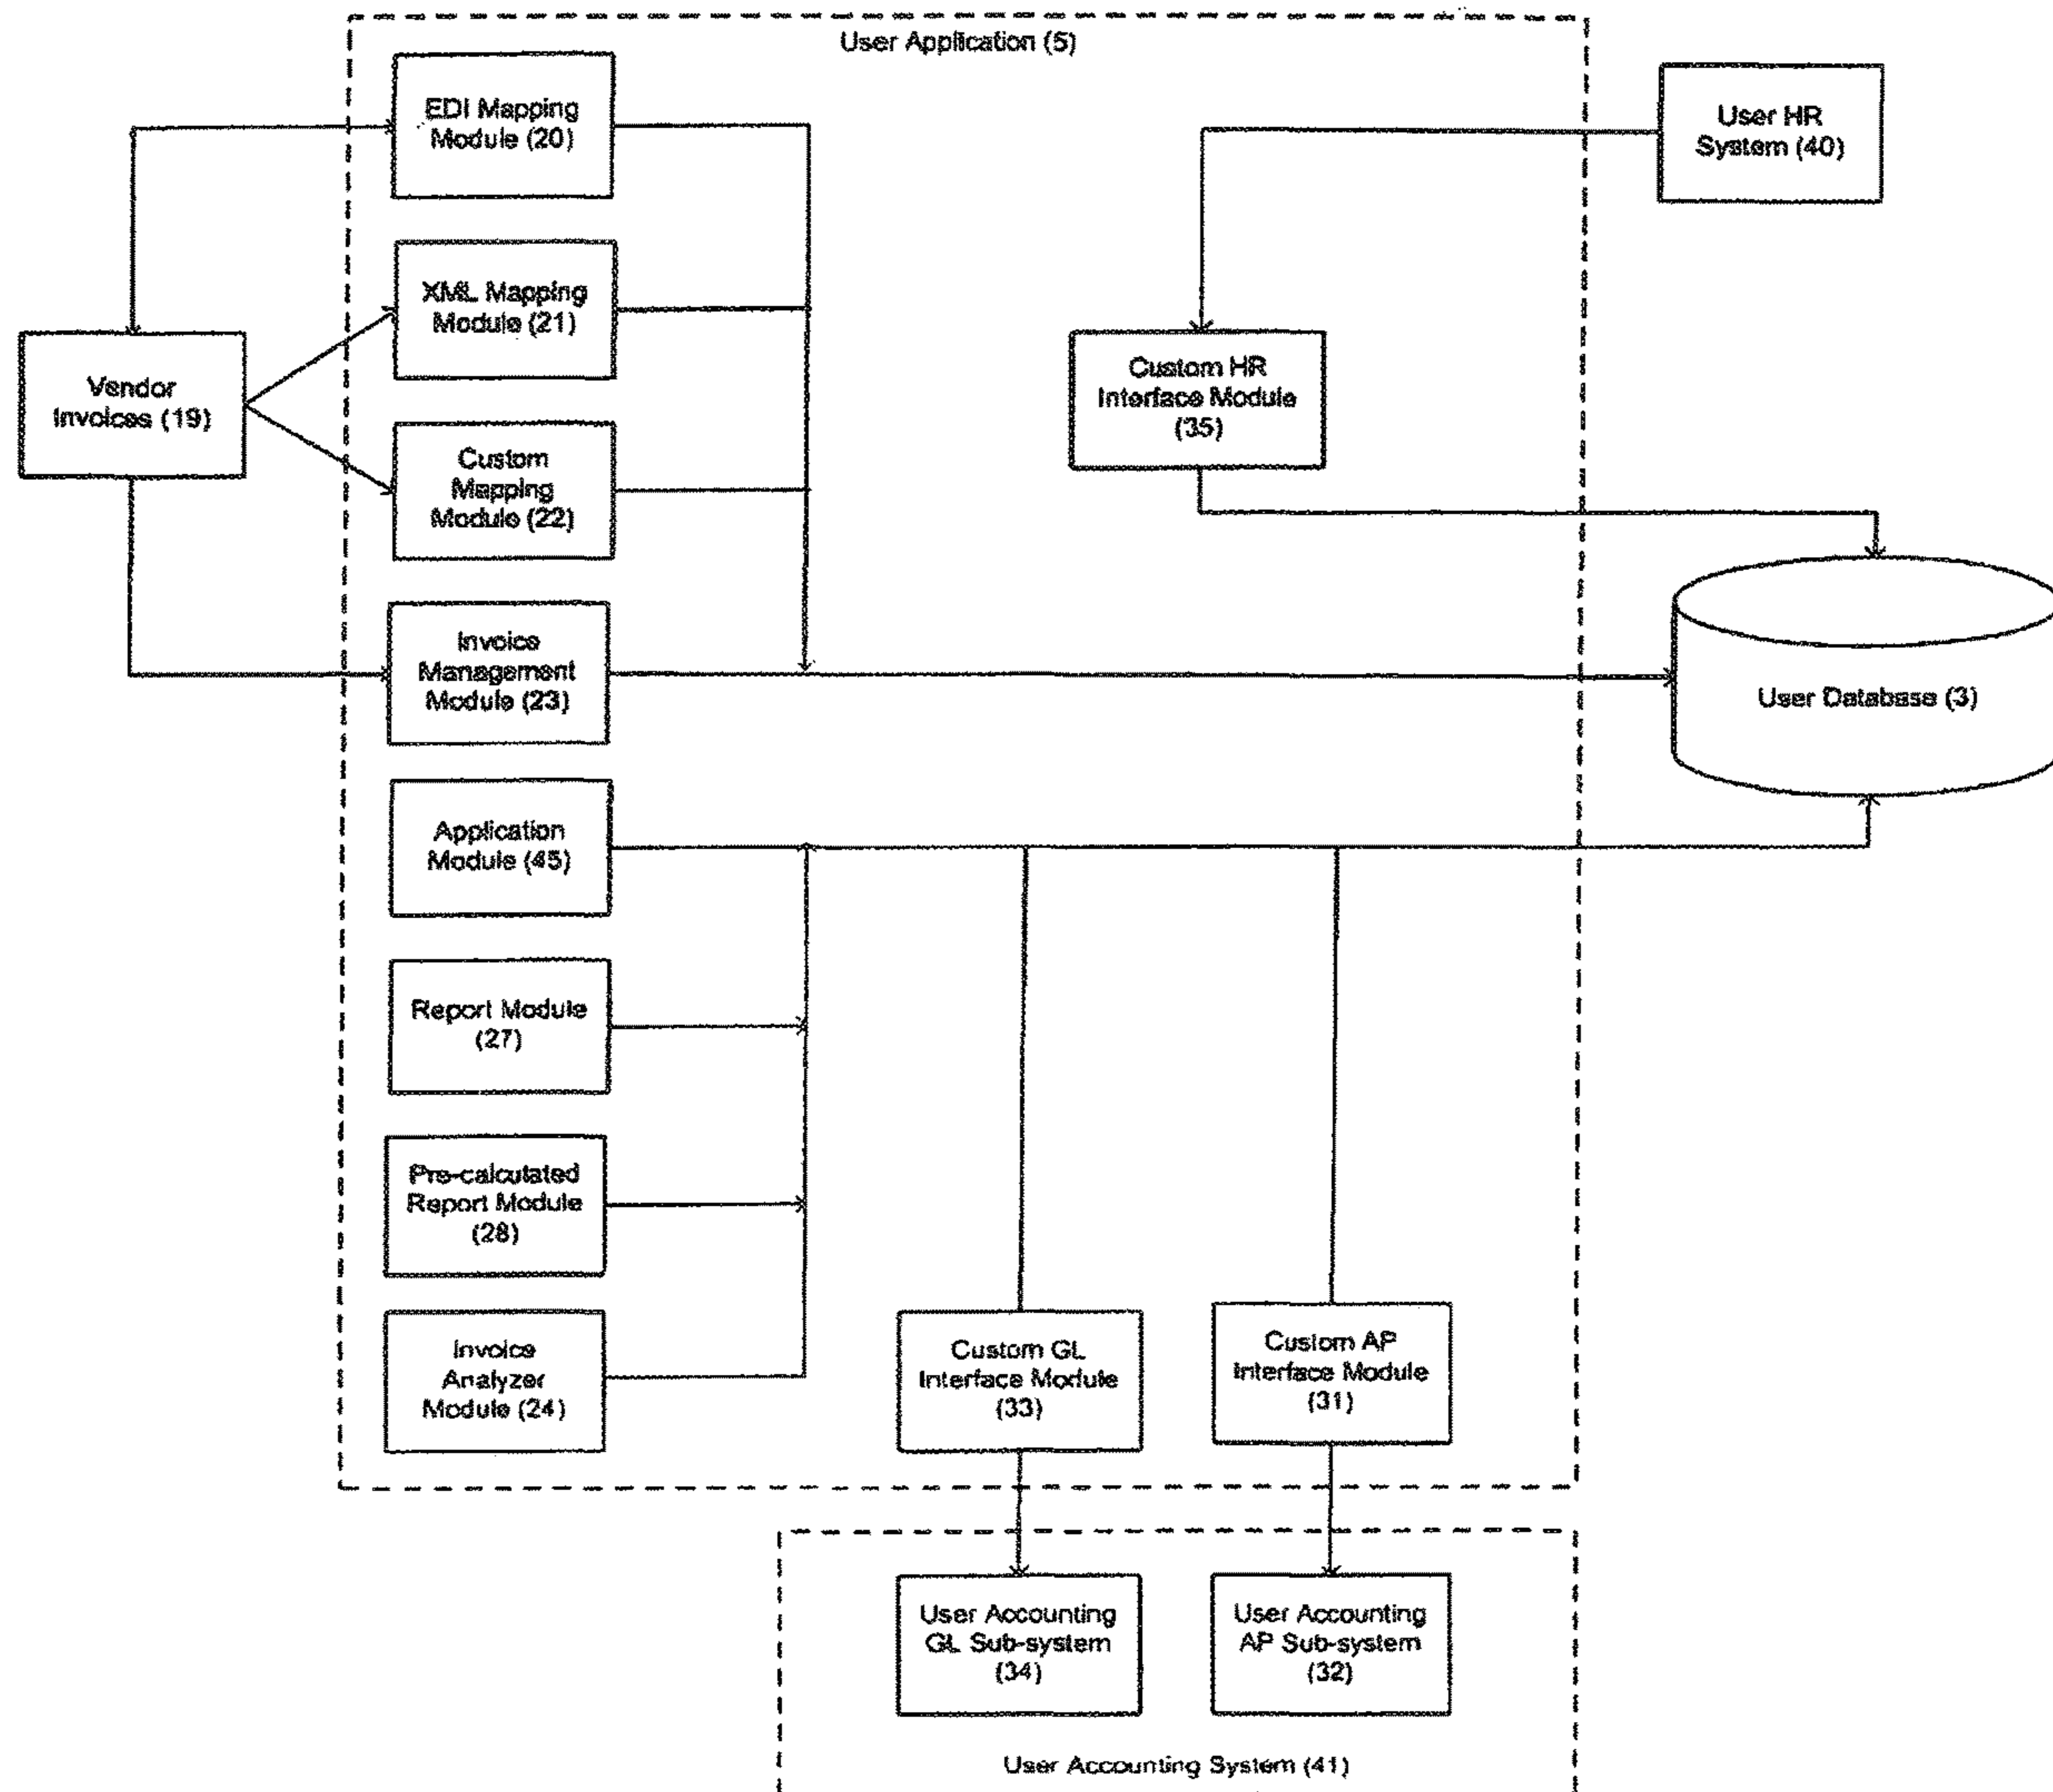 User Application (5)
EDI Mapping
Module (20)
User HR
System (40)
XML Mapping
Module (21)
Vendor
Invoices (19)
Custom HR
Interface Module
(35)
Custom
Mapping
Module (22)
Invoice
Management
Module (23)
User Database (3)
Application
Module (45)
Report Module
(27)
Pre-calculated
Report Module
(28)
Invoice
Analyzer
Module (24)
Custom GL
Interface Module
(33)
Custom AP
Interface Module
(31)
User Accounting
GL Sub-system
(34)
User Accounting
AP Sub-system
(32)
User Accounting System (41)